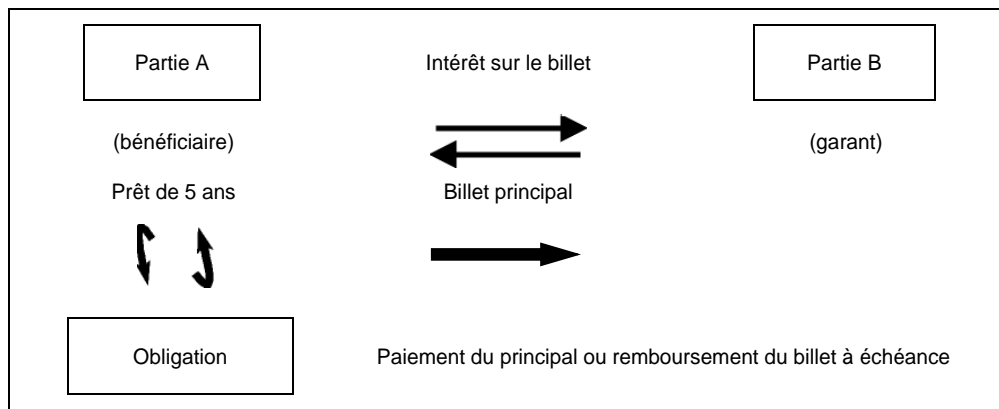 Partie A
Intérêt sur le billet
Partie B
(bénéficiaire)
(garant)
Prêt de 5 ans
Billet principal
Obligation
Paiement du principal ou remboursement du billet à échéance